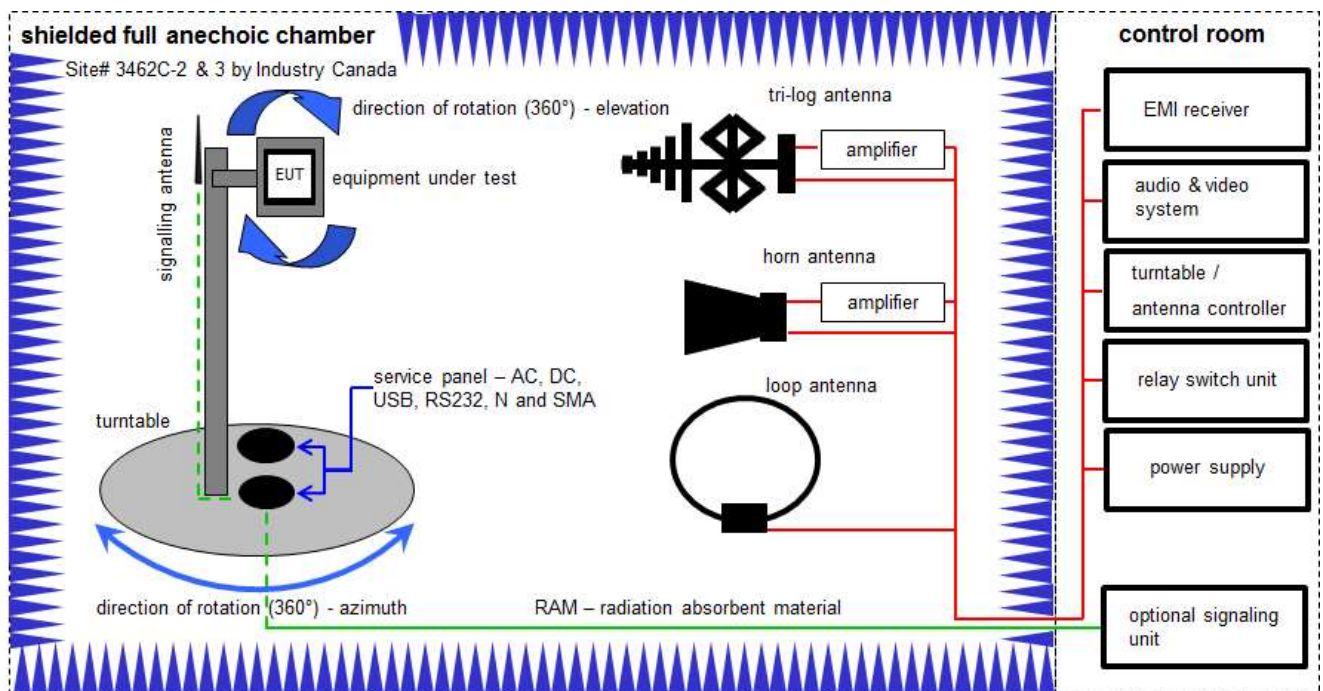 shielded full anechoic chamber
Site# 3462C-2 & 3 by Industry Canada
direction of rotation (360°) - elevation
signalling antenna
EUT
equipment under test
tri-log antenna
amplifier
horn antenna
amplifier
service panel – AC, DC,
USB, RS232, N and SMA
loop antenna
turntable
direction of rotation (360°) - azimuth
RAM – radiation absorbent material
control room
EMI receiver
audio & video
system
turntable /
antenna controller
relay switch unit
power supply
optional signaling
unit